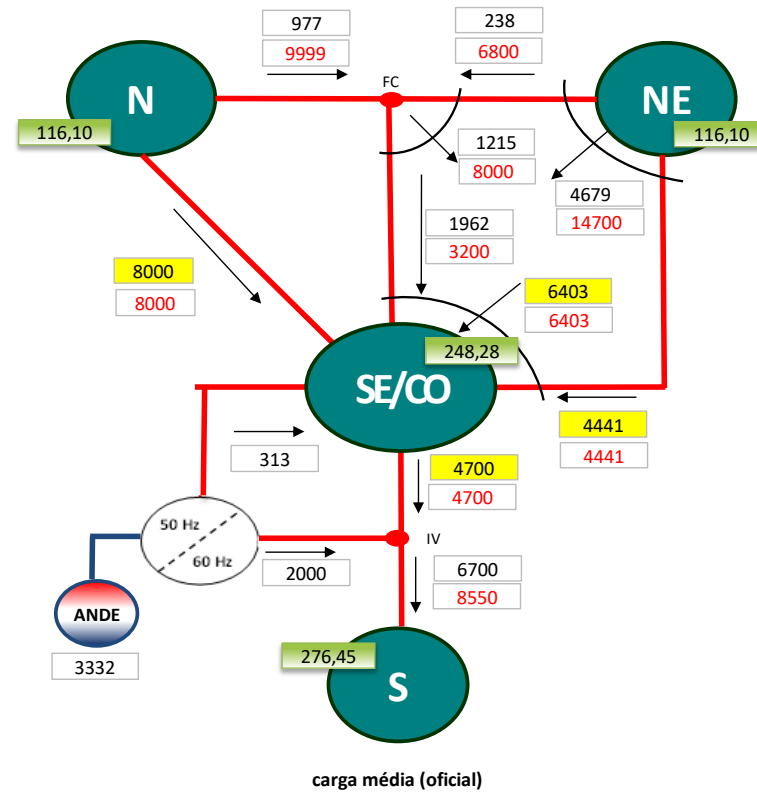 977
9999
238
6800
FC
N
NE
116,10
116,10
1215
8000
4679
14700
1962
3200
8000
8000
6403
6403
248,28
SE/CO
4441
4441
313
4700
4700
50 Hz
60 Hz
IV
2000
6700
8550
ANDE
3332
276,45
S
carga média (oficial)